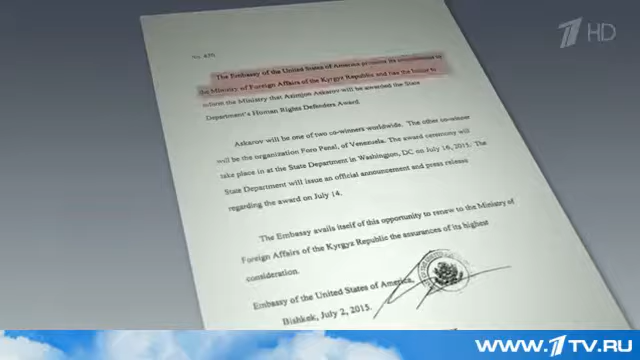 1 HD
No. 435
The Embassy of the United States of America presents its compliments to
the Ministry of Foreign Affairs of the Kyrgyz Republic and has the honor to
inform the Ministry that Azimjon Askarov will be awarded the State
Department's Human Rights Defenders Award.
Askarov will be one of two co-winners worldwide. The other co-winner
will be the organization Foro Penal, of Venezuela. The award ceremony will
take place in at the State Department in Washington, DC on July 16, 2015. The
State Department will issue an official announcement and press release
regarding the award on July 14.
The Embassy avails itself of this opportunity to renew to the Ministry of
Foreign Affairs of the Kyrgyz Republic the assurances of its highest
consideration.
Embassy of the United States of America,
Bishkek, July 2, 2015.
WWW.1TV.RU